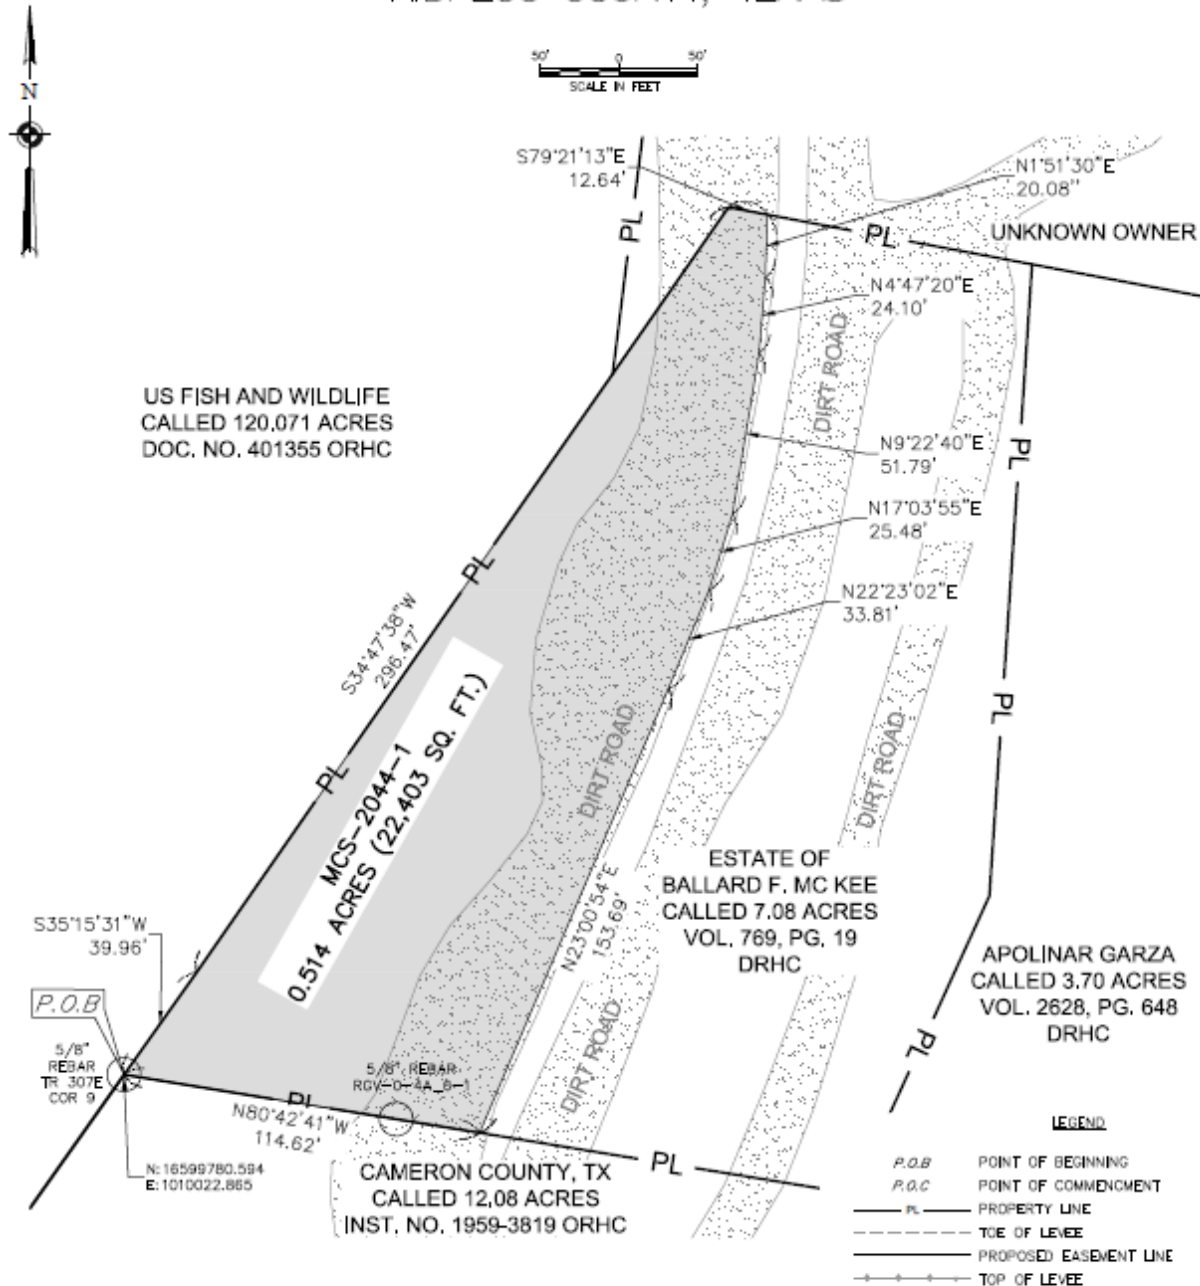 N
50' 0 50'
SCALE IN FEET
S79°21'13"E
12.64'
N1°51'30"E
20.08"
PL
PL
UNKNOWN OWNER
N4°47'20"E
24.10'
DIRT ROAD
US FISH AND WILDLIFE
CALLED 120.071 ACRES
DOC. NO. 401355 ORHC
N9°22'40"E
51.79'
PL
N17°03'55"E
25.48'
PL
N22°23'02"E
33.81'
S34°47'38"W
296.47'
PL
DIRT ROAD
DIRT ROAD
PL
MCS-2044-1
0.514 ACRES (22,403 SQ. FT.)
ESTATE OF
BALLARD F. MC KEE
CALLED 7.08 ACRES
VOL. 769, PG. 19
DRHC
N23°00'54"E
153.69'
S35°15'31"W
39.96'
APOLINAR GARZA
CALLED 3.70 ACRES
VOL. 2628, PG. 648
DRHC
P.O.B
DIRT ROAD
PL
5/8"
REBAR
TR 307E
COR 9
5/8" REBAR
PL
N80°42'41"W
114.62'
PL
N: 16599780.594
E: 1010022.865
CAMERON COUNTY, TX
CALLED 12.08 ACRES
INST. NO. 1959-3819 ORHC
LEGEND
P.O.B POINT OF BEGINNING
P.O.C POINT OF COMMENCMENT
PL PROPERTY LINE
TOE OF LEVEE
PROPOSED EASEMENT LINE
TOP OF LEVEE